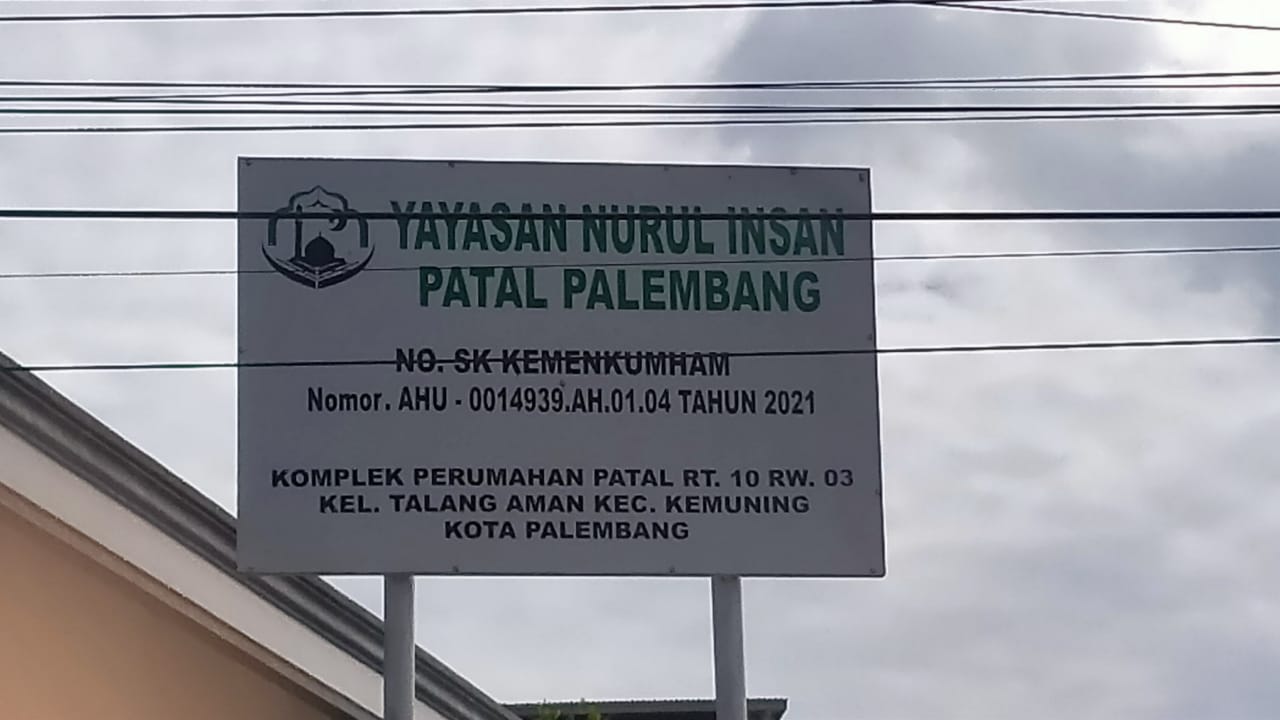 YAYASAN NURUL INSAN
PATAL PALEMBANG
NO. SK KEMENKUMHAM
Nomor. AHU - 0014939.AH.01.04 TAHUN 2021
KOMPLEK PERUMAHAN PATAL RT. 10 RW. 03
KEL. TALANG AMAN KEC. KEMUNING
KOTA PALEMBANG